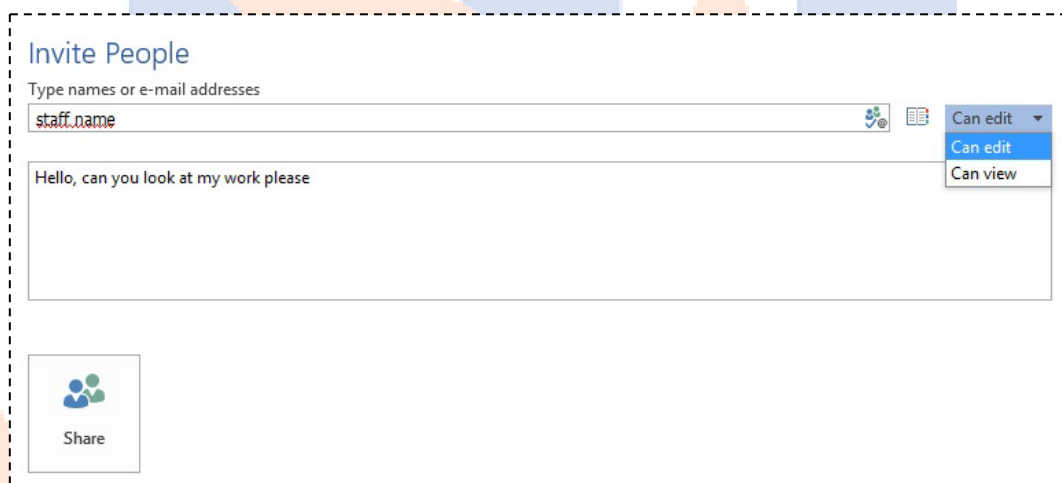 Invite People
Type names or e-mail addresses
staff name
Can edit
Can edit
Can view
Hello, can you look at my work please
Share